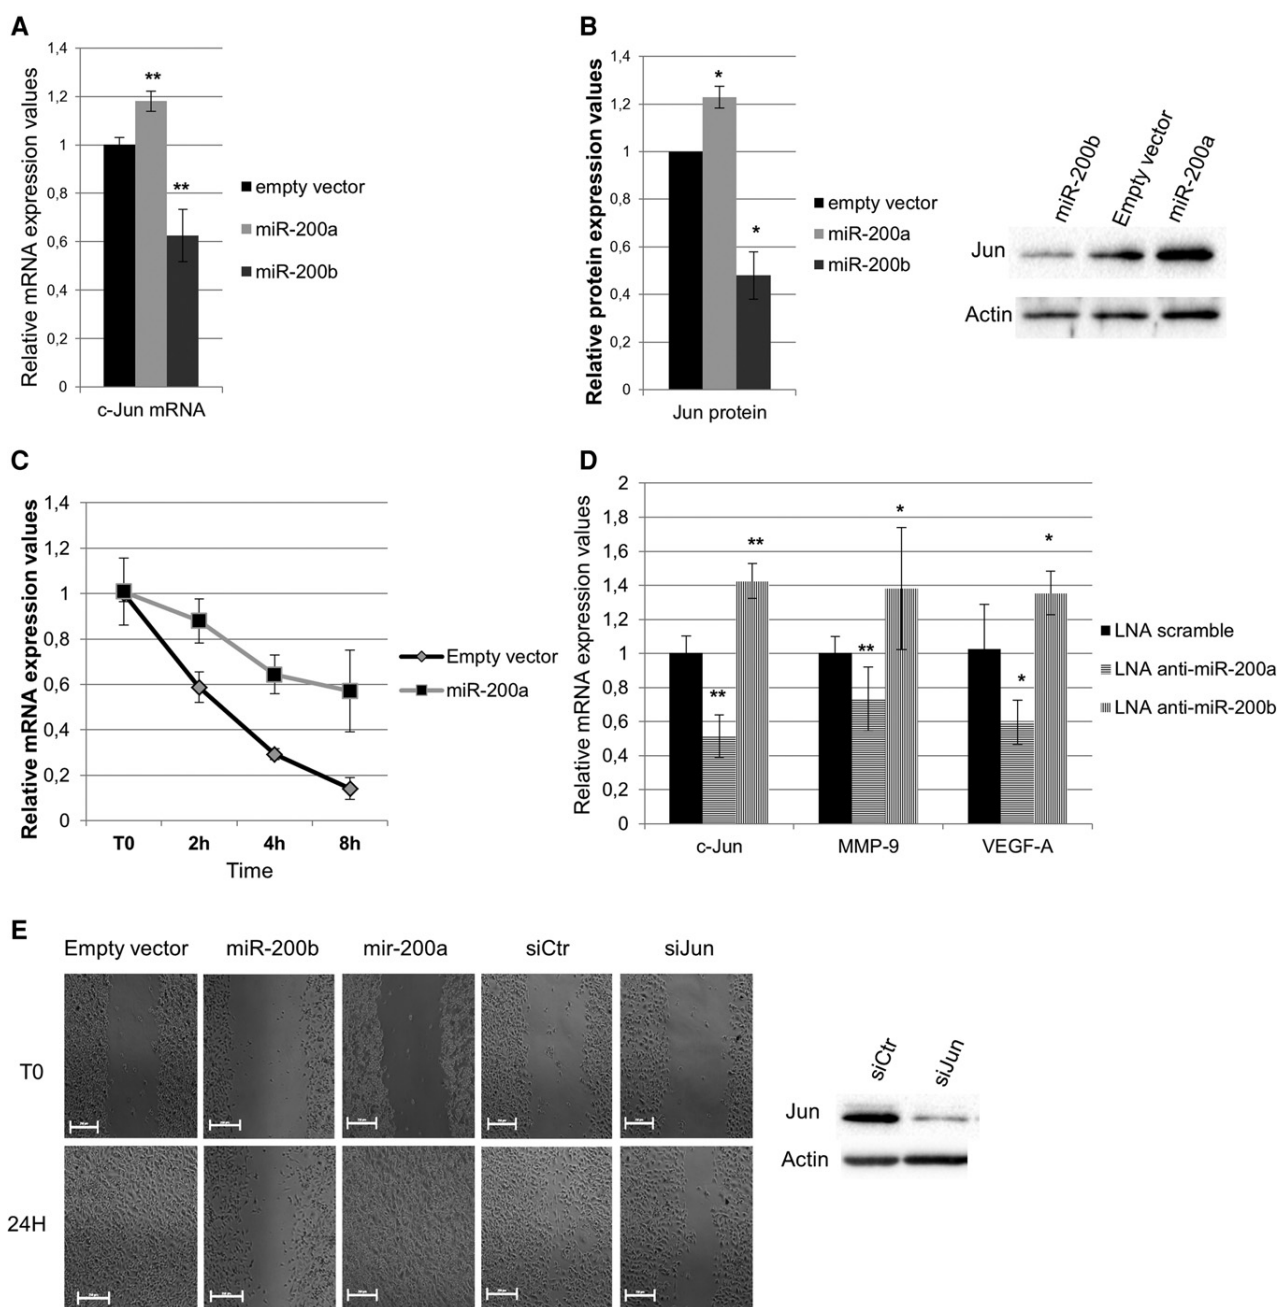 A
Relative mRNA expression values
1,4
1,2
1
0,8
0,6
0,4
0,2
0
**
**
c-Jun mRNA
empty vector
miR-200a
miR-200b
B
Relative protein expression values
1,4
1,2
1
0,8
0,6
0,4
0,2
0
*
*
Jun protein
empty vector
miR-200a
miR-200b
miR-200b
Empty vector
miR-200a
Jun
Actin
C
Relative mRNA expression values
1,4
1,2
1
0,8
0,6
0,4
0,2
0
T0 2h 4h 8h
Time
Empty vector
miR-200a
D
Relative mRNA expression values
2
1,8
1,6
1,4
1,2
1
0,8
0,6
0,4
0,2
0
**
**
**
*
*
*
c-Jun MMP-9 VEGF-A
LNA scramble
LNA anti-miR-200a
LNA anti-miR-200b
E
Empty vector miR-200b mir-200a siCtr siJun
T0
24H
siCtr
siJun
Jun
Actin